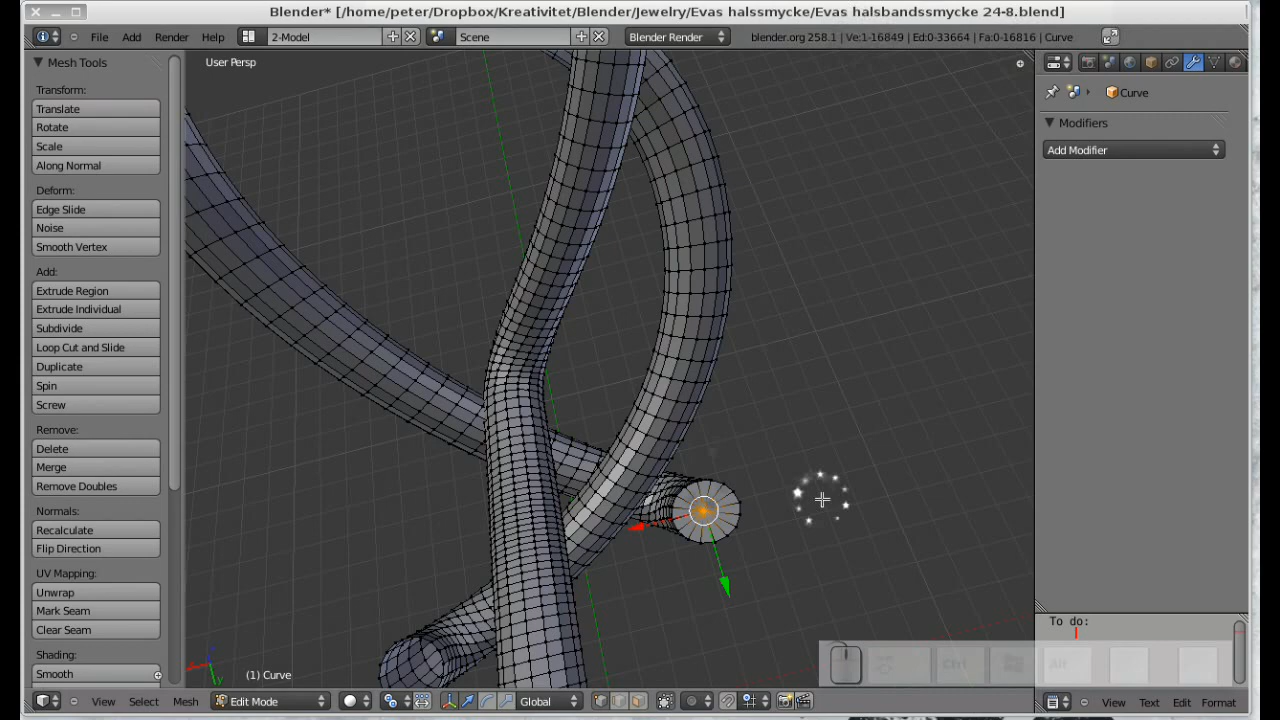 Blender* [/home/peter/Dropbox/Kreativitet/Blender/Jewelry/Evas halssmycke/Evas halsbandssmycke 24-8.blend]
File Add Render Help 2-Model Scene Blender Render blender.org 258.1 | Ve:1-16849 | Ed:0-33664 | Fa:0-16816 | Curve
Mesh Tools
User Persp
Transform:
Translate
Rotate
Scale
Along Normal
Deform:
Edge Slide
Noise
Smooth Vertex
Add:
Extrude Region
Extrude Individual
Subdivide
Loop Cut and Slide
Duplicate
Spin
Screw
Remove:
Delete
Merge
Remove Doubles
Normals:
Recalculate
Flip Direction
UV Mapping:
Unwrap
Mark Seam
Clear Seam
Shading:
Smooth
Curve
Modifiers
Add Modifier
To do:
Ctrl Alt
(1) Curve
View Select Mesh Edit Mode Global
View Text Edit Format